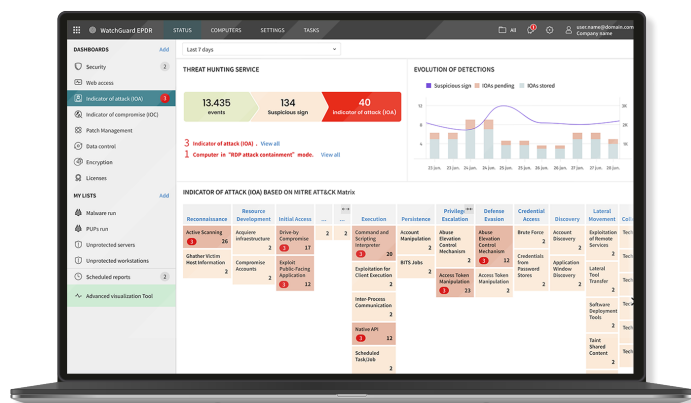 WatchGuard EPDR
STATUS
COMPUTERS
SETTINGS
TASKS
All
user.name@domain.com
Company name
DASHBOARDS
Add
Security
2
Web access
Indicator of attack (IOA)
Indicator of compromise (IOC)
Patch Management
Data control
Encryption
Licenses
MY LISTS
Add
Malware run
PUPs run
Unprotected servers
Unprotected workstations
Scheduled reports
2
Advanced visualization Tool
Last 7 days
THREAT HUNTING SERVICE
13.435
events
134
Suspicious sign
40
Indicator of attack (IOA)
3 Indicator of attack (IOA) . View all
1 Computer in "RDP attack containment" mode. View all
EVOLUTION OF DETECTIONS
Suspicious sign
IOAs pending
IOAs stored
INDICATOR OF ATTACK (IOA) BASED ON MITRE ATT&CK Matrix
Reconnaissance
Active Scanning
3 26
Ghather Victim
Host Information
2
Resource
Development
Acquiere
Infrastructure
2
Compromise
Accounts
2
Initial Access
Drive-by
Compromise
3 17
Exploit
Public-Facing
Application
3 12
...
2
...
2
Execution
Command and
Scripting
Interpreter
3 20
Exploitation for
Client Execution
2
Inter-Process
Communication
2
Native API
3 12
Scheduled
Task/Job
2
Persistence
Account
Manipulation
2
BITS Jobs
2
Privilege
Escalation
Abuse
Elevation
Control
Mechanism
2
Access Token
Manipulation
3 23
Defense
Evasion
Abuse
Elevation
Control
Mechanism
3 12
Access Token
Manipulation
2
Credential
Access
Brute Force
2
Credentials
from
Password
Stores
2
Discovery
Account
Discovery
2
Application
Window
Discovery
2
Lateral
Movement
Exploitation
of Remote
Services
2
Lateral
Tool
Transfer
2
Software
Deployment
Tools
2
Taint
Shared
Content
2